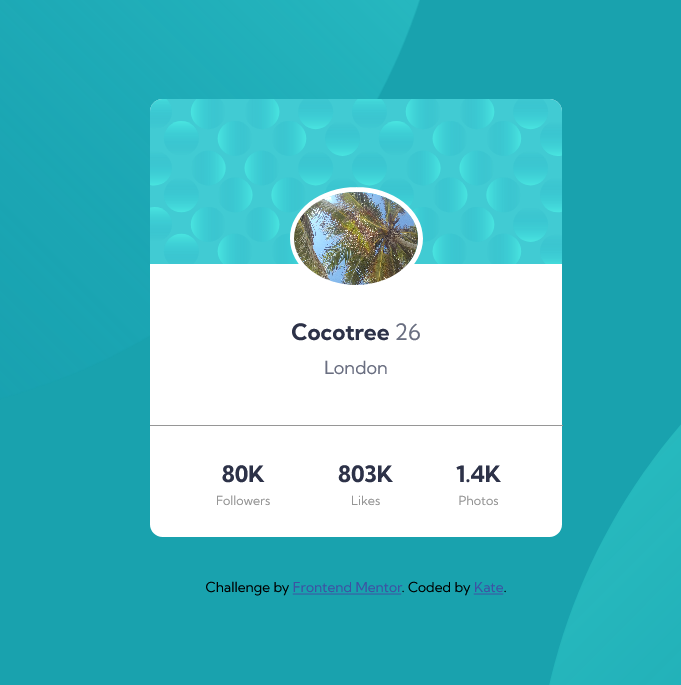 Cocotree 26
London
80K 803K 1.4K
Followers Likes Photos
Challenge by Frontend Mentor. Coded by Kate.